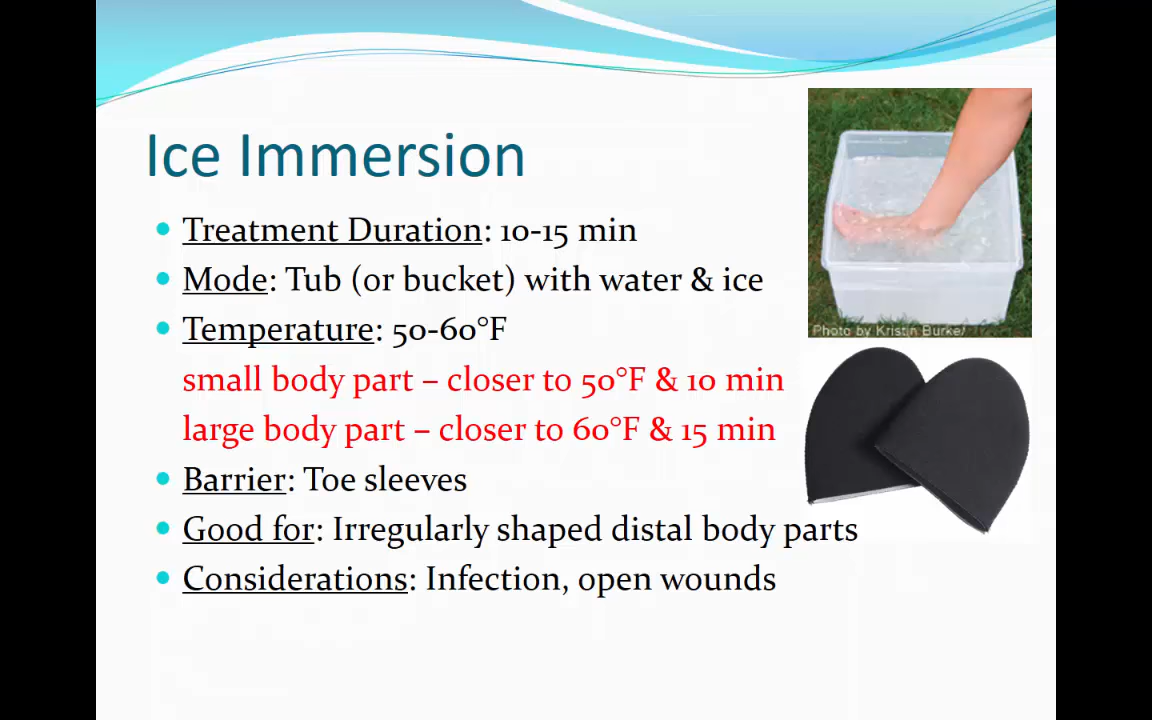 Ice Immersion
• Treatment Duration: 10-15 min
• Mode: Tub (or bucket) with water & ice
• Temperature: 50-60°F
small body part – closer to 50°F & 10 min
large body part – closer to 60°F & 15 min
• Barrier: Toe sleeves
• Good for: Irregularly shaped distal body parts
• Considerations: Infection, open wounds
Photo by Kristin Burke/